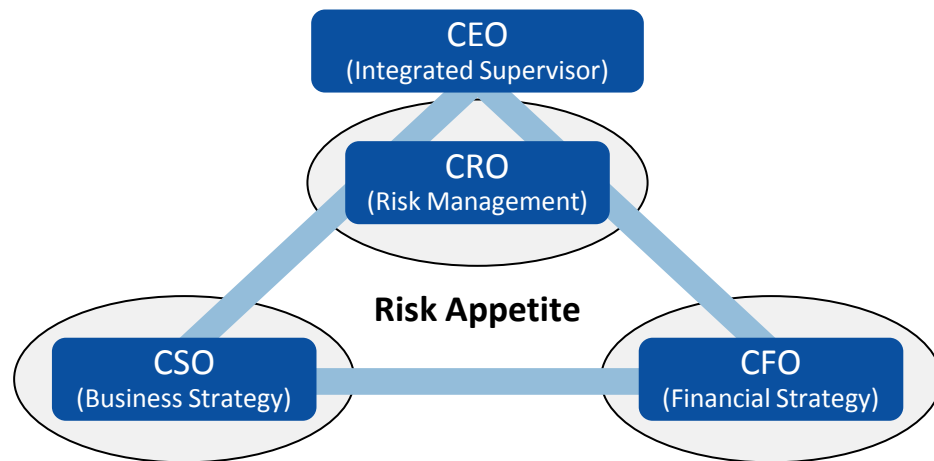 CEO
(Integrated Supervisor)
CRO
(Risk Management)
Risk Appetite
CSO
(Business Strategy)
CFO
(Financial Strategy)